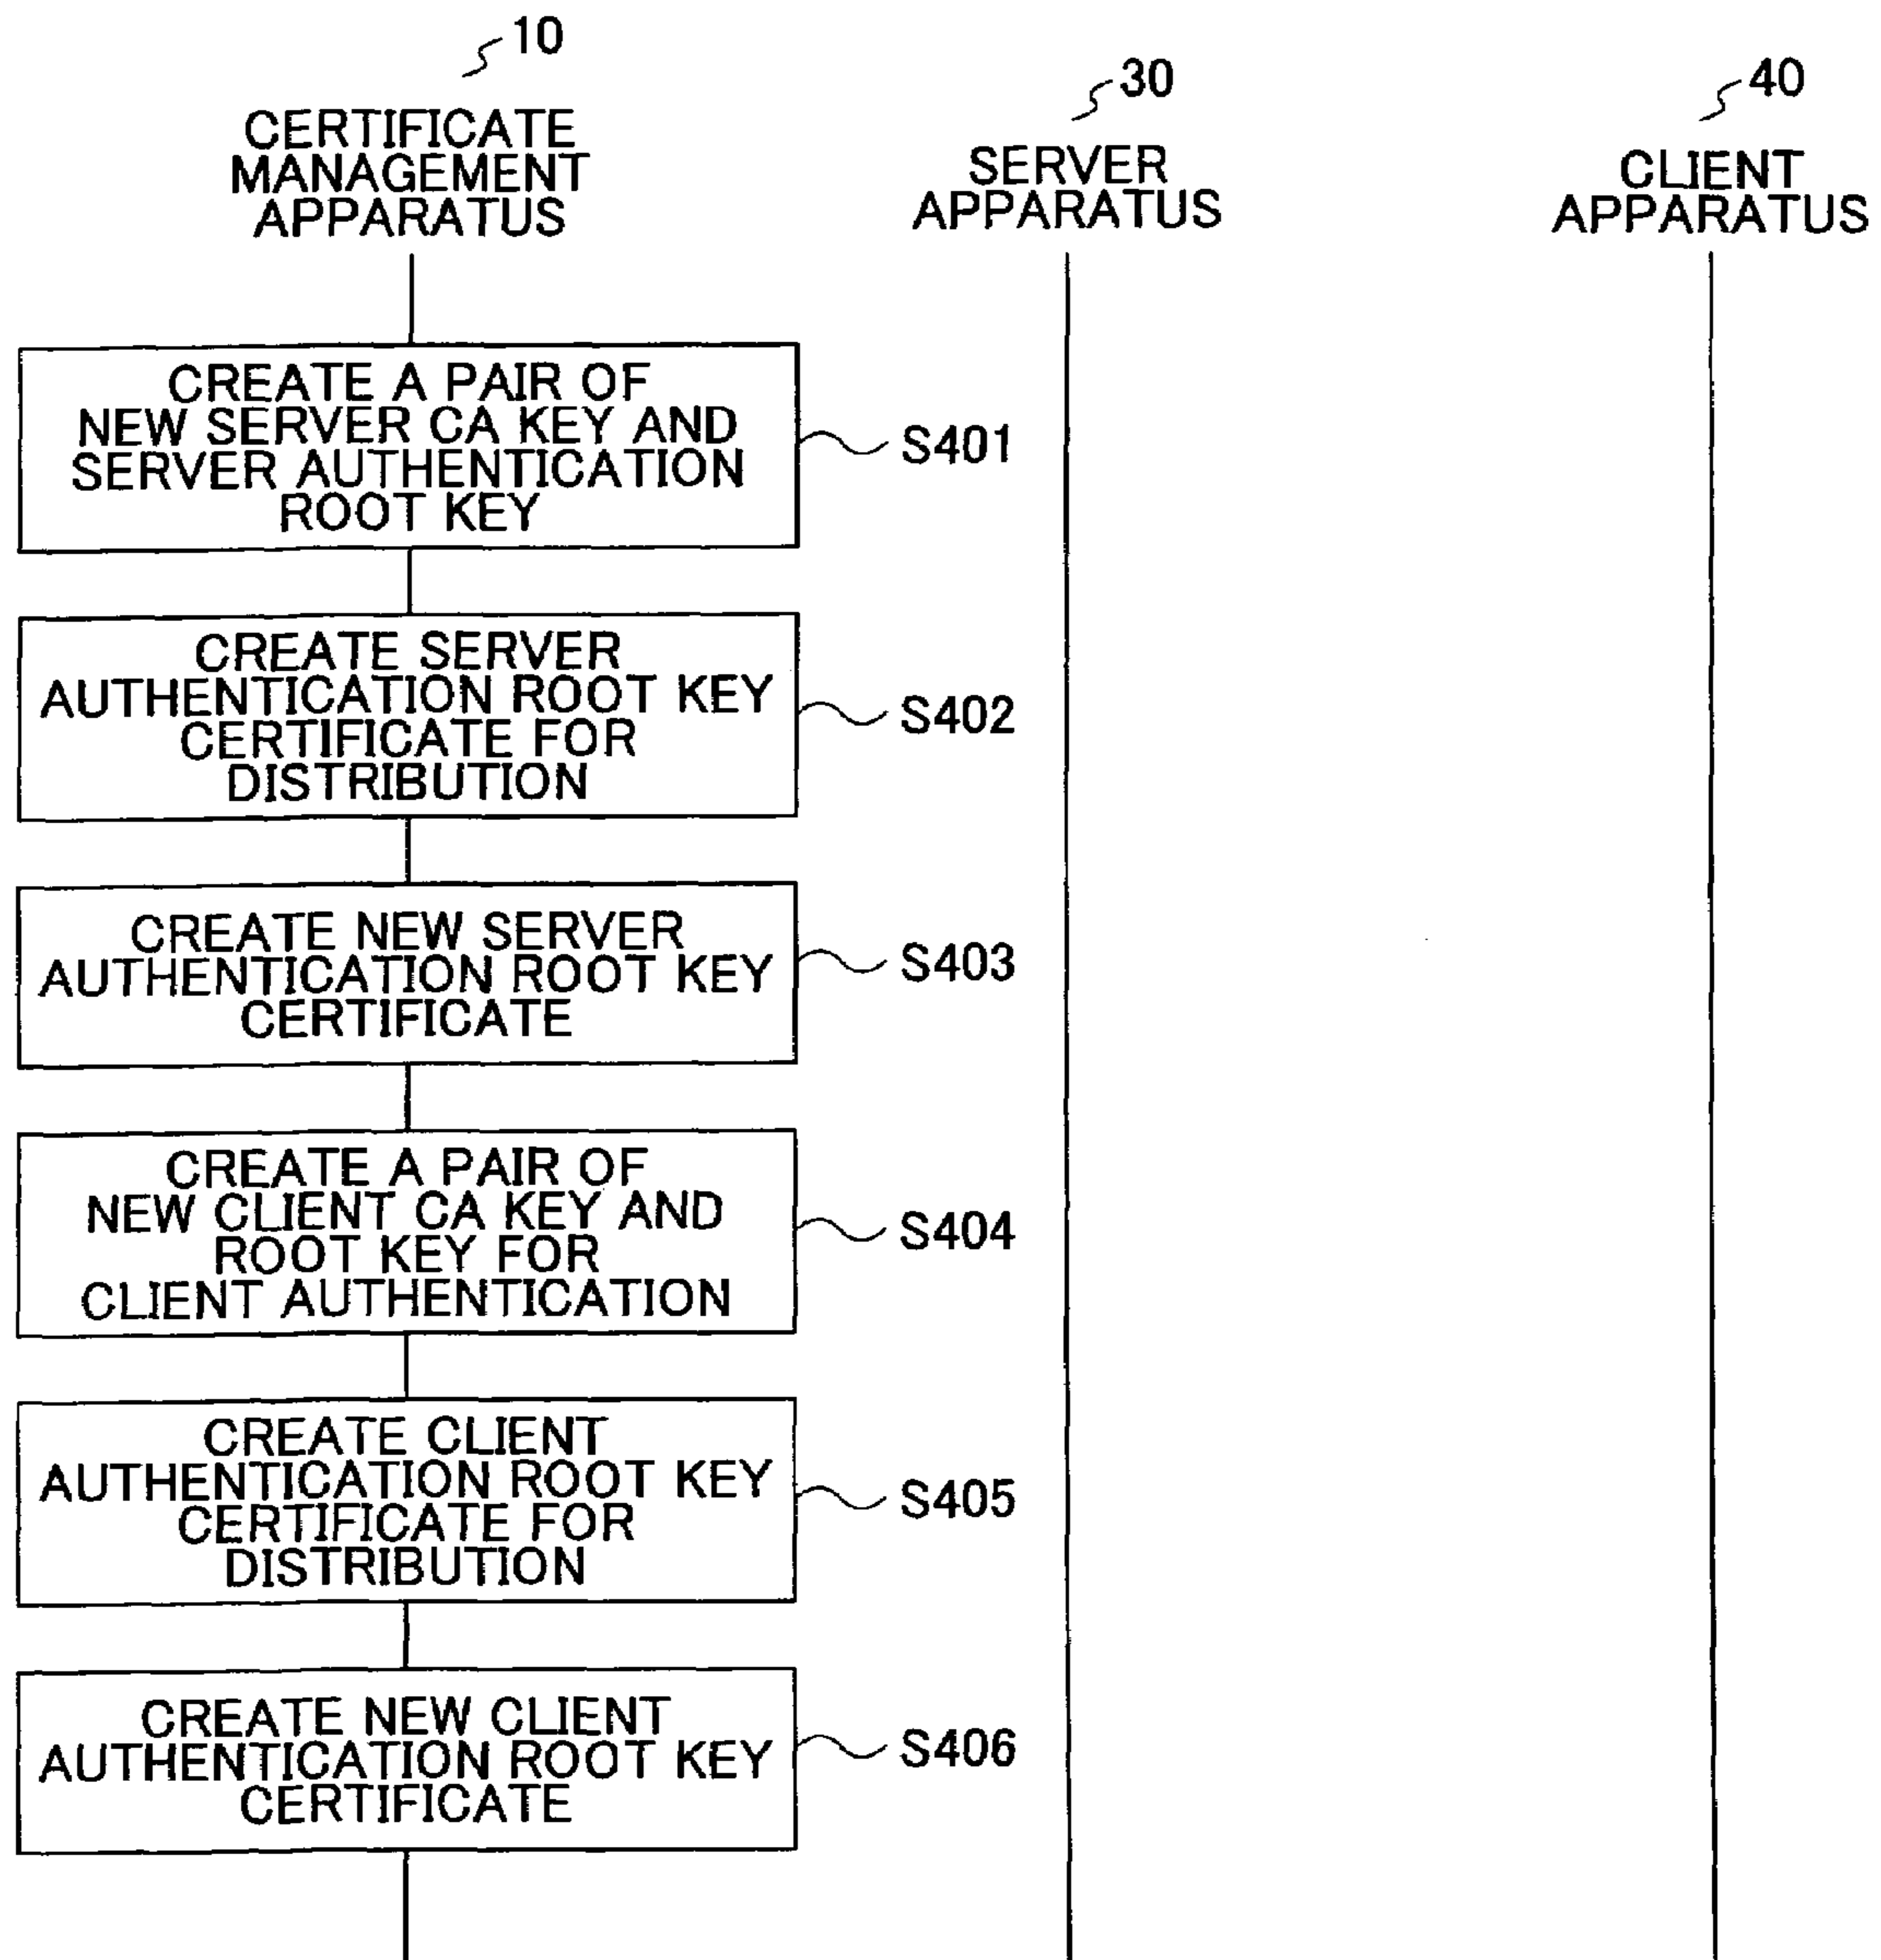 10
CERTIFICATE
MANAGEMENT
APPARATUS
30
SERVER
APPARATUS
40
CLIENT
APPARATUS
CREATE A PAIR OF
NEW SERVER CA KEY AND
SERVER AUTHENTICATION
ROOT KEY
S401
CREATE SERVER
AUTHENTICATION ROOT KEY
CERTIFICATE FOR
DISTRIBUTION
S402
CREATE NEW SERVER
AUTHENTICATION ROOT KEY
CERTIFICATE
S403
CREATE A PAIR OF
NEW CLIENT CA KEY AND
ROOT KEY FOR
CLIENT AUTHENTICATION
S404
CREATE CLIENT
AUTHENTICATION ROOT KEY
CERTIFICATE FOR
DISTRIBUTION
S405
CREATE NEW CLIENT
AUTHENTICATION ROOT KEY
CERTIFICATE
S406